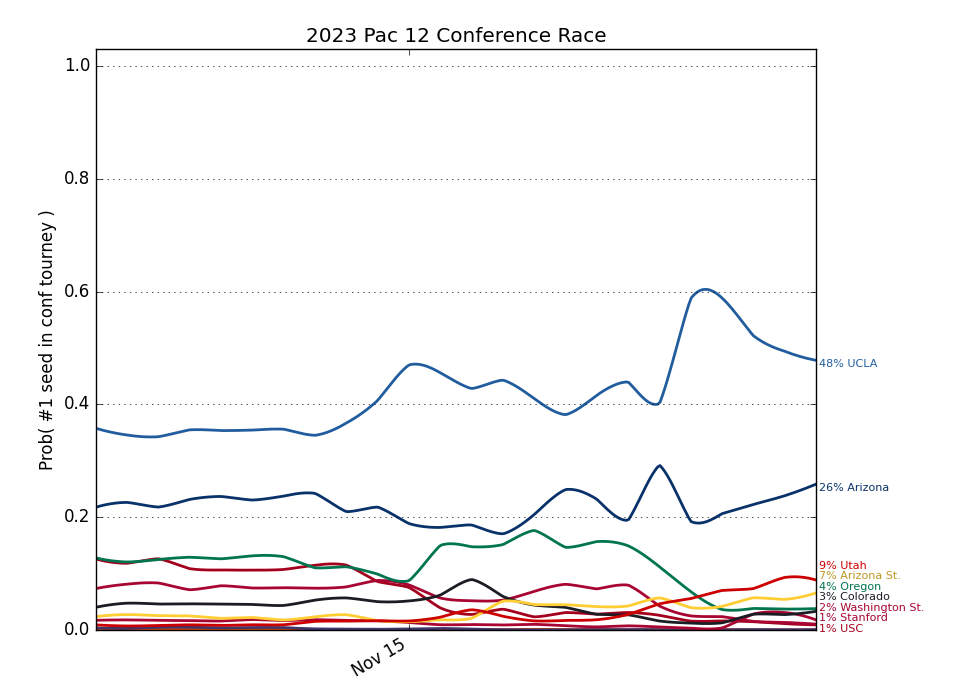 2023 Pac 12 Conference Race
Prob( #1 seed in conf tourney )
1.0
0.8
0.6
0.4
0.2
0.0
Nov 15
48% UCLA
26% Arizona
9% Utah
7% Arizona St.
4% Oregon
3% Colorado
2% Washington St.
1% Stanford
1% USC